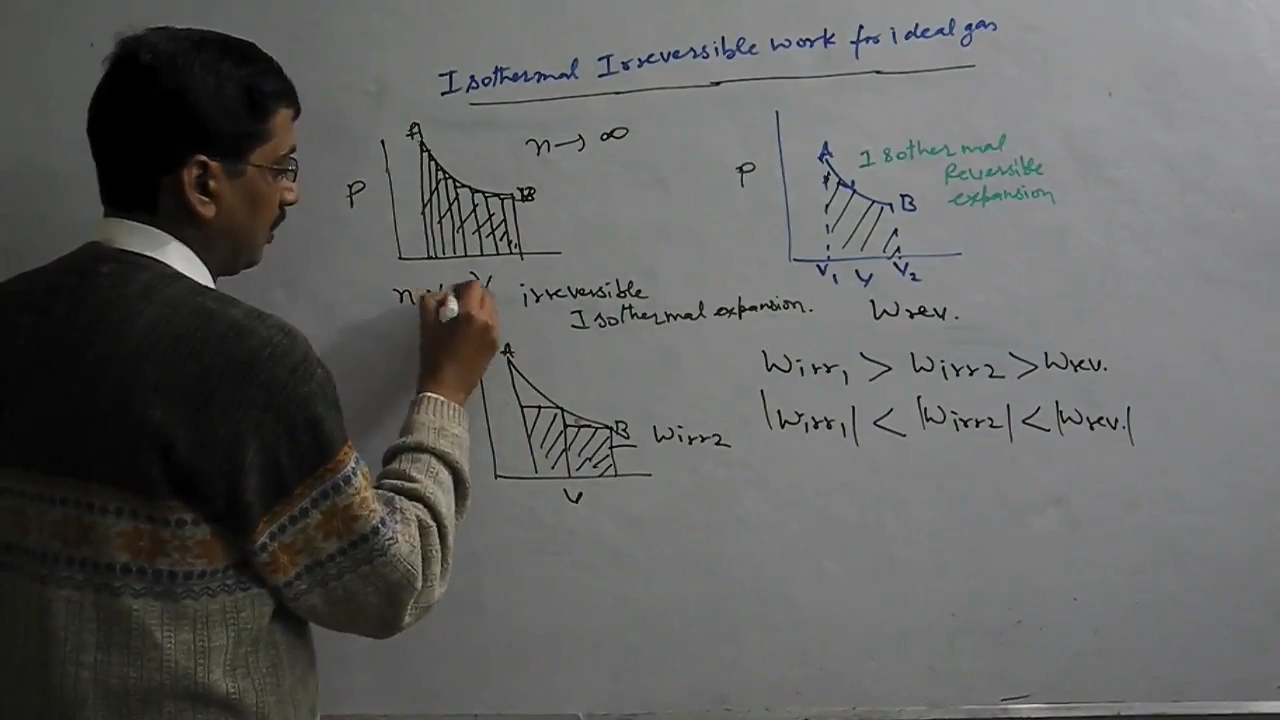 Isothermal Irreversible work for ideal gas
A
n → ∞
P
B
A
P
Isothermal
Reversible
expansion
B
V1 V V2
n
V
irreversible
Isothermal expansion.
Wrev.
A
Wirr1 > Wirr2 > Wrev.
|Wirr1| < |Wirr2| < |Wrev.|
B
Wirr2
V